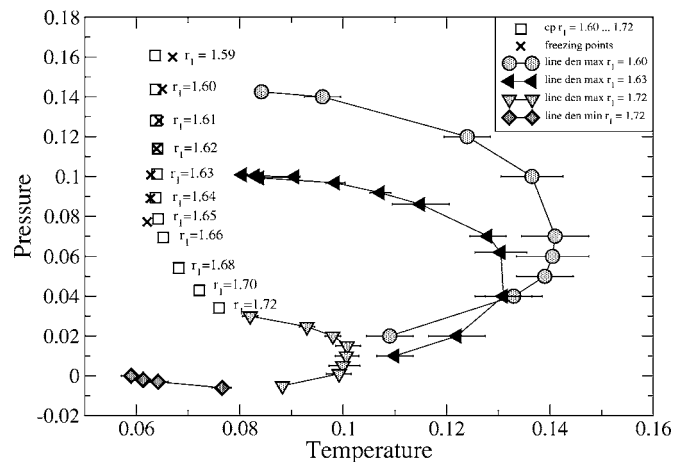 cp r₁ = 1.60 ... 1.72
freezing points
line den max r₁ = 1.60
line den max r₁ = 1.63
line den max r₁ = 1.72
line den min r₁ = 1.72
r₁ = 1.59
r₁=1.60
r₁=1.61
r₁=1.62
r₁=1.63
r₁=1.64
r₁=1.65
r₁=1.66
r₁=1.68
r₁=1.70
r₁=1.72
0.18
0.16
0.14
0.12
0.1
0.08
0.06
0.04
0.02
0
-0.02
Pressure
0.06 0.08 0.1 0.12 0.14 0.16
Temperature